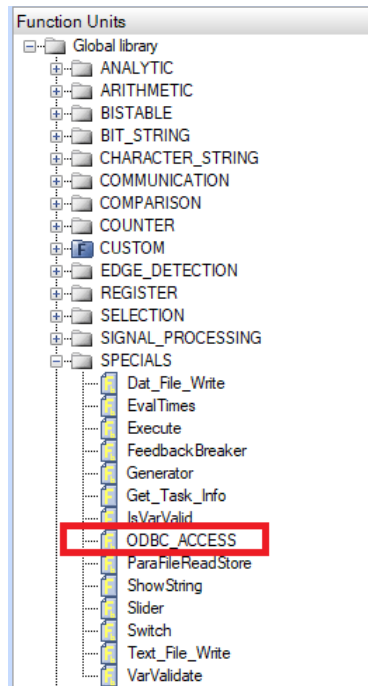 Function Units
Global library
ANALYTIC
ARITHMETIC
BISTABLE
BIT_STRING
CHARACTER_STRING
COMMUNICATION
COMPARISON
COUNTER
CUSTOM
EDGE_DETECTION
REGISTER
SELECTION
SIGNAL_PROCESSING
SPECIALS
Dat_File_Write
EvalTimes
Execute
FeedbackBreaker
Generator
Get_Task_Info
IsVarValid
ODBC_ACCESS
ParaFileReadStore
ShowString
Slider
Switch
Text_File_Write
VarValidate